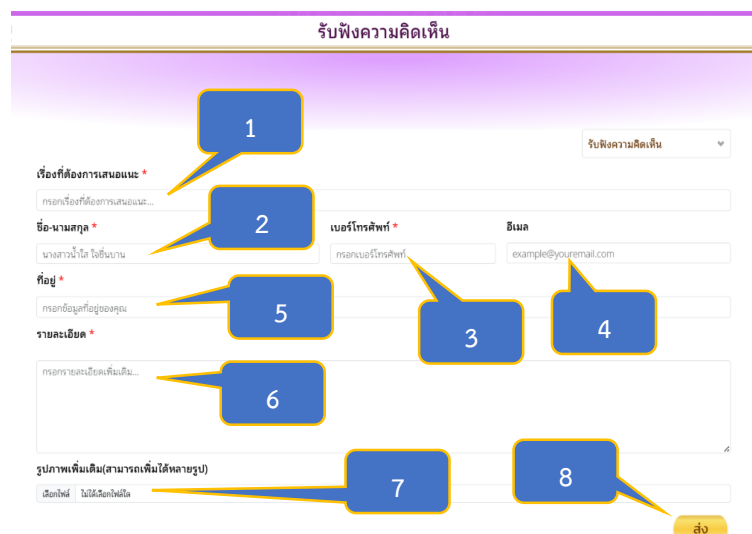 รับฟังความคิดเห็น
1
รับฟังความคิดเห็น
เรื่องที่ต้องการเสนอแนะ *
กรอกเรื่องที่ต้องการเสนอแนะ...
2
ชื่อ-นามสกุล * เบอร์โทรศัพท์ * อีเมล
นางสาวน้ำใส ใจชื่นบาน กรอกเบอร์โทรศัพท์ example@youremail.com
ที่อยู่ *
กรอกข้อมูลที่อยู่ของคุณ
5
3
4
รายละเอียด *
กรอกรายละเอียดเพิ่มเติม...
6
รูปภาพเพิ่มเติม(สามารถเพิ่มได้หลายรูป)
7
8
เลือกไฟล์ ไม่ได้เลือกไฟล์ใด
ส่ง